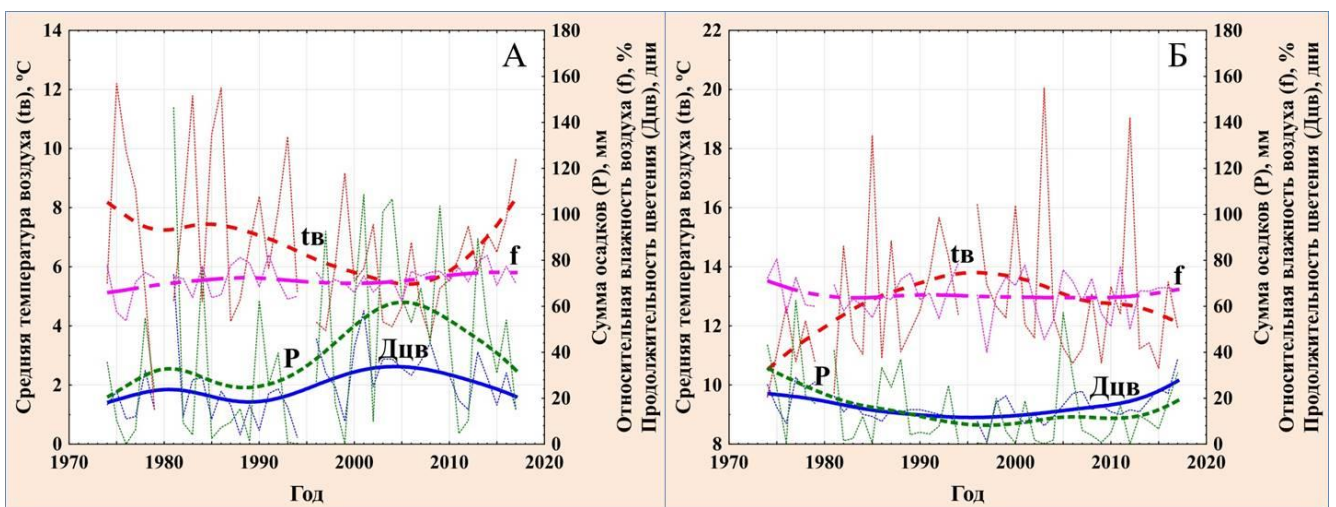 А
Средняя температура воздуха (tв), ºC
14
12
10
8
6
4
2
0
tв
f
P
Дцв
180
160
140
120
100
80
60
40
20
0
Сумма осадков (P), мм
Относительная влажность воздуха (f), %
Продолжительность цветения (Дцв), дни
1970 1980 1990 2000 2010 2020
Год
Б
Средняя температура воздуха (tв), ºC
22
20
18
16
14
12
10
8
tв
f
P
Дцв
180
160
140
120
100
80
60
40
20
0
Сумма осадков (P), мм
Относительная влажность воздуха (f), %
Продолжительность цветения (Дцв), дни
1970 1980 1990 2000 2010 2020
Год